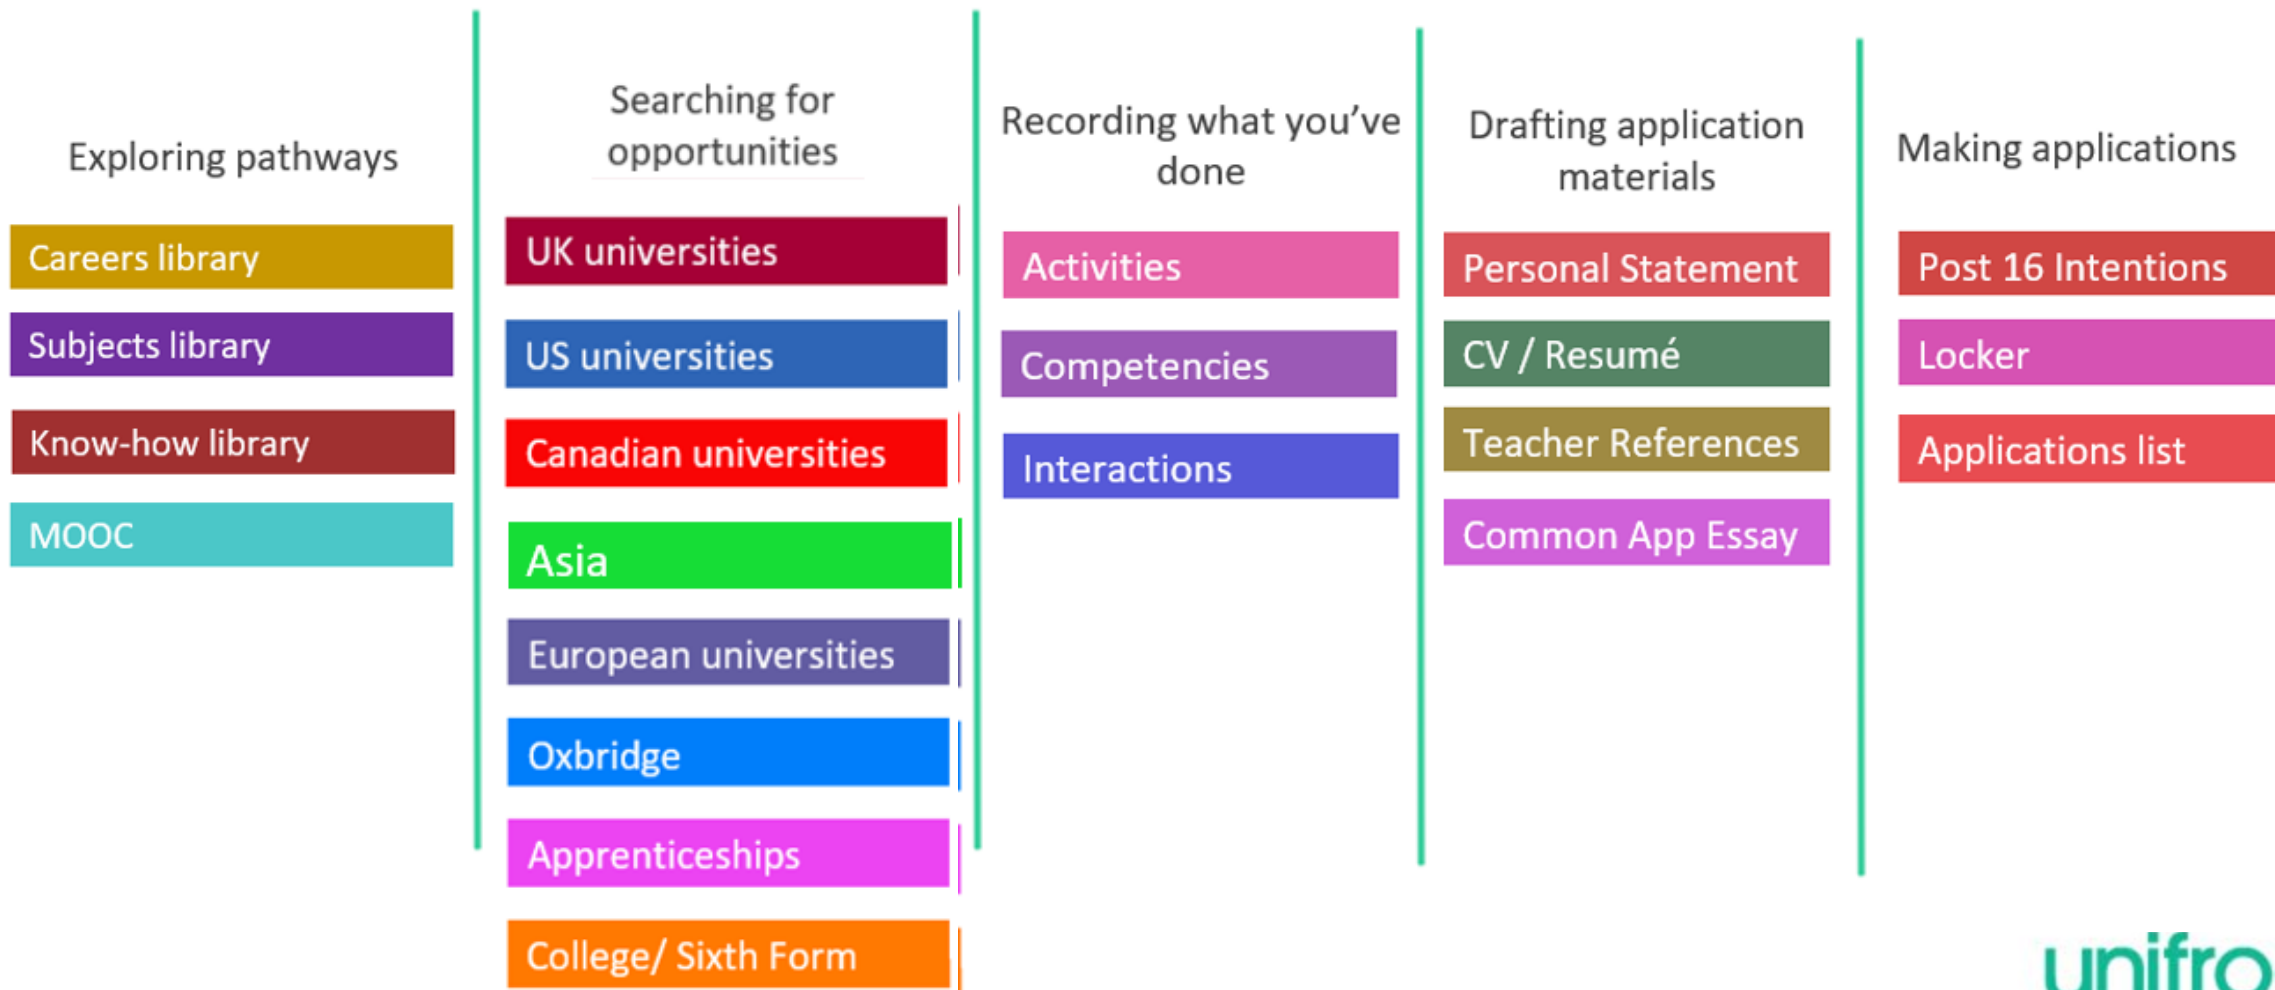 Exploring pathways
Careers library
Subjects library
Know-how library
MOOC
Searching for
opportunities
UK universities
US universities
Canadian universities
Asia
European universities
Oxbridge
Apprenticeships
College/ Sixth Form
Recording what you’ve
done
Activities
Competencies
Interactions
Drafting application
materials
Personal Statement
CV / Resumé
Teacher References
Common App Essay
Making applications
Post 16 Intentions
Locker
Applications list
unifro